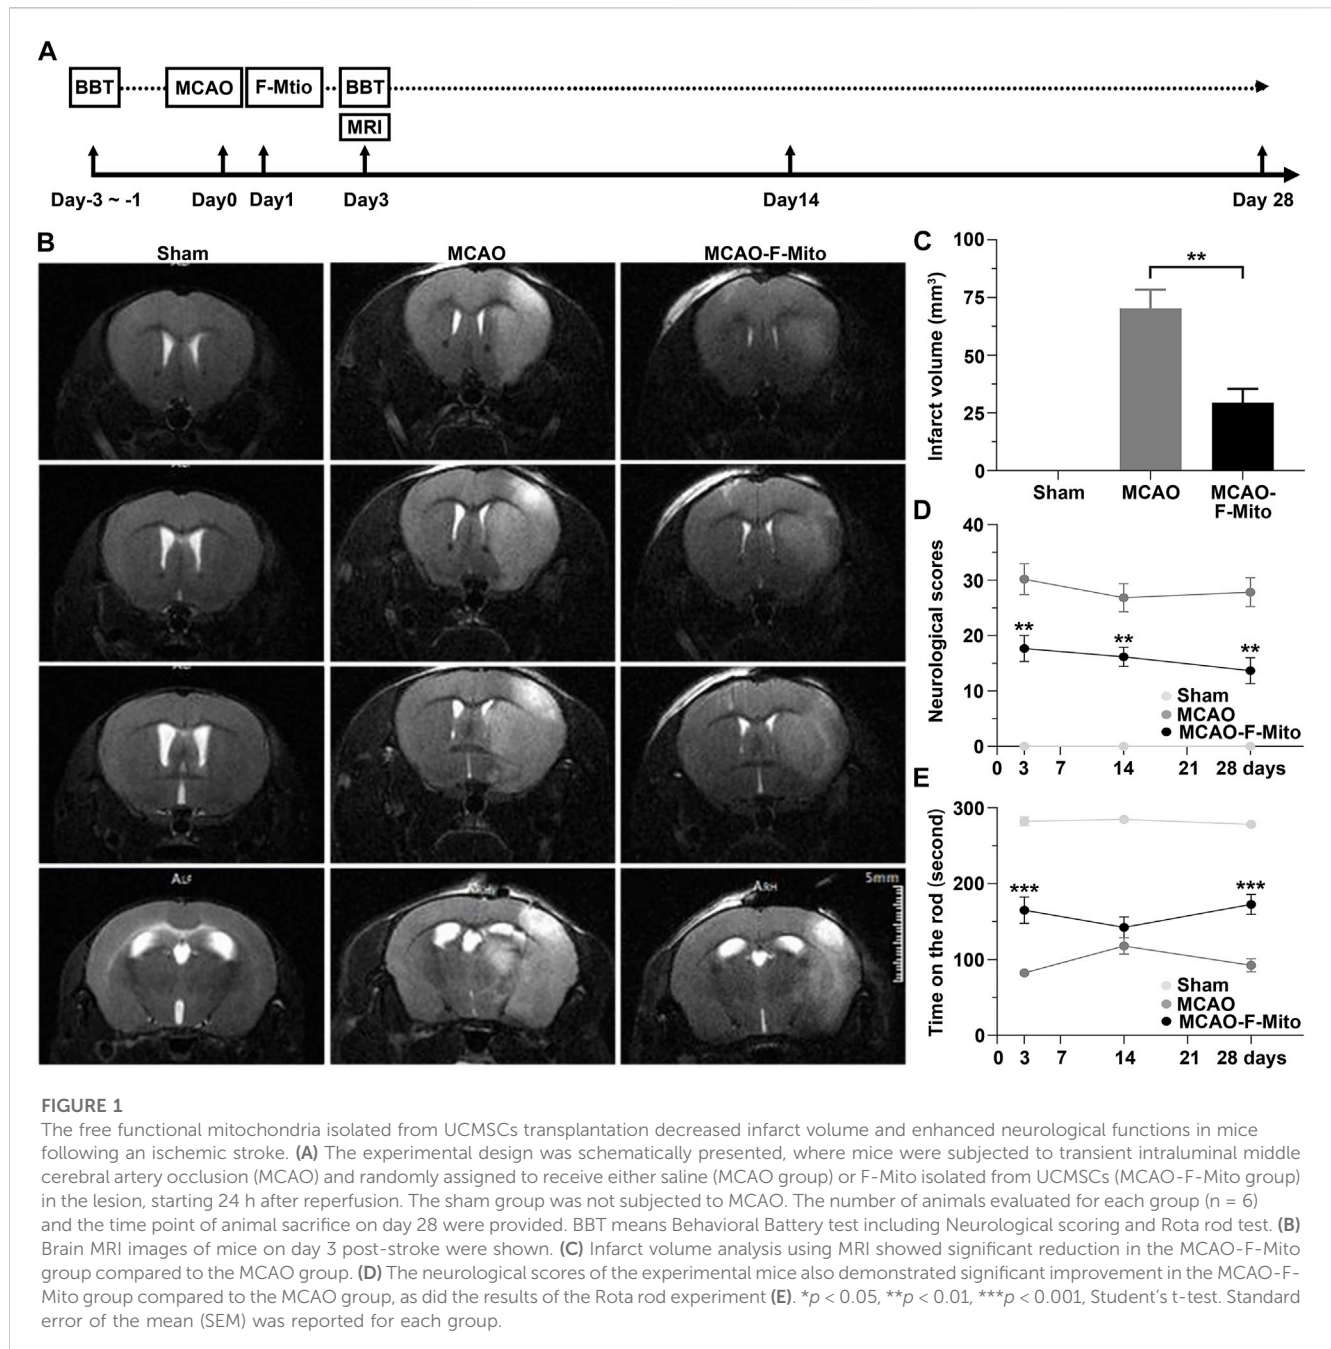 A
BBT
MCAO
F-Mtio
BBT
MRI
Day-3 ~ -1
Day0
Day1
Day3
Day14
Day 28
B
Sham
MCAO
MCAO-F-Mito
ALF
ARH
5mm
C
100
75
50
25
0
Infarct volume (mm³)
**
Sham
MCAO
MCAO-
F-Mito
D
40
30
20
10
0
Neurological scores
**
**
**
Sham
MCAO
MCAO-F-Mito
0 3 7 14 21 28 days
E
300
200
100
0
Time on the rod (second)
***
***
Sham
MCAO
MCAO-F-Mito
0 3 7 14 21 28 days
FIGURE 1
The free functional mitochondria isolated from UCMSCs transplantation decreased infarct volume and enhanced neurological functions in mice
following an ischemic stroke. (A) The experimental design was schematically presented, where mice were subjected to transient intraluminal middle
cerebral artery occlusion (MCAO) and randomly assigned to receive either saline (MCAO group) or F-Mito isolated from UCMSCs (MCAO-F-Mito group)
in the lesion, starting 24 h after reperfusion. The sham group was not subjected to MCAO. The number of animals evaluated for each group (n = 6)
and the time point of animal sacrifice on day 28 were provided. BBT means Behavioral Battery test including Neurological scoring and Rota rod test. (B)
Brain MRI images of mice on day 3 post-stroke were shown. (C) Infarct volume analysis using MRI showed significant reduction in the MCAO-F-Mito
group compared to the MCAO group. (D) The neurological scores of the experimental mice also demonstrated significant improvement in the MCAO-F-
Mito group compared to the MCAO group, as did the results of the Rota rod experiment (E). *p < 0.05, **p < 0.01, ***p < 0.001, Student's t-test. Standard
error of the mean (SEM) was reported for each group.